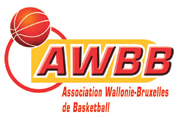 AWBB
Association Wallonie-Bruxelles
de Basketball